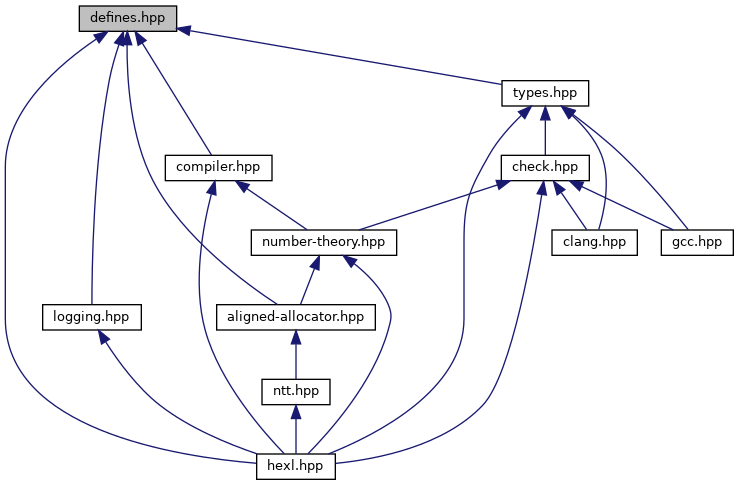 defines.hpp
types.hpp
compiler.hpp
check.hpp
number-theory.hpp
clang.hpp
gcc.hpp
logging.hpp
aligned-allocator.hpp
ntt.hpp
hexl.hpp